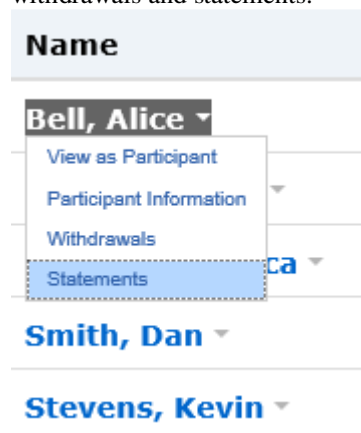 withdrawals and statements.
Name
Bell, Alice
View as Participant
Participant Information
Withdrawals
Statements
ca
Smith, Dan
Stevens, Kevin